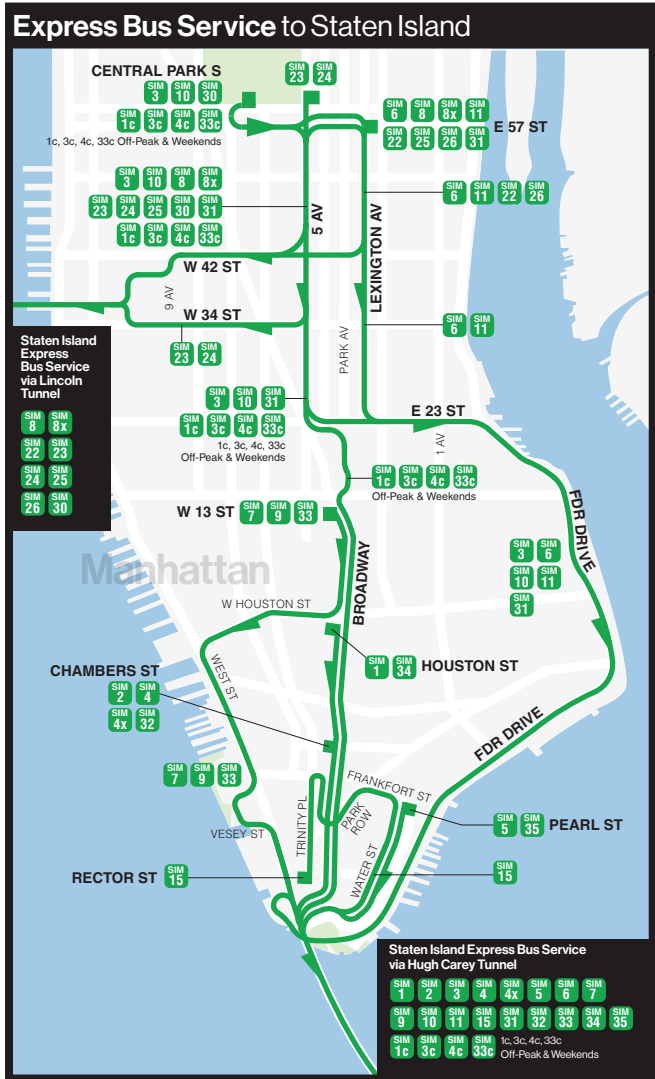 Express Bus Service to Staten Island
CENTRAL PARK S
SIM 3 SIM 10 SIM 30
SIM 1c SIM 3c SIM 4c SIM 33c
1c, 3c, 4c, 33c Off-Peak & Weekends
SIM 23 SIM 24
SIM 6 SIM 8 SIM 8x SIM 11
SIM 22 SIM 25 SIM 26 SIM 31
E 57 ST
SIM 3 SIM 10 SIM 8 SIM 8x
SIM 23 SIM 24 SIM 25 SIM 30 SIM 31
SIM 1c SIM 3c SIM 4c SIM 33c
5 AV
LEXINGTON AV
SIM 6 SIM 11 SIM 22 SIM 26
W 42 ST
9 AV
W 34 ST
SIM 23 SIM 24
PARK AV
SIM 6 SIM 11
Staten Island
Express
Bus Service
via Lincoln
Tunnel
SIM 8 SIM 8x
SIM 22 SIM 23
SIM 24 SIM 25
SIM 26 SIM 30
SIM 3 SIM 10 SIM 31
SIM 1c SIM 3c SIM 4c SIM 33c
1c, 3c, 4c, 33c
Off-Peak & Weekends
E 23 ST
1 AV
SIM 1c SIM 3c SIM 4c SIM 33c
Off-Peak & Weekends
W 13 ST
SIM 7 SIM 9 SIM 33
FDR DRIVE
SIM 3 SIM 6
SIM 10 SIM 11
SIM 31
Manhattan
BROADWAY
W HOUSTON ST
WEST ST
SIM 1 SIM 34
HOUSTON ST
CHAMBERS ST
SIM 2 SIM 4
SIM 4x SIM 32
FDR DRIVE
SIM 7 SIM 9 SIM 33
VESEY ST
TRINITY PL
FRANKFORT ST
PARK
ROW
WATER ST
SIM 5 SIM 35
PEARL ST
RECTOR ST
SIM 15
SIM 15
Staten Island Express Bus Service
via Hugh Carey Tunnel
SIM 1 SIM 2 SIM 3 SIM 4 SIM 4x SIM 5 SIM 6 SIM 7
SIM 9 SIM 10 SIM 11 SIM 15 SIM 31 SIM 32 SIM 33 SIM 34 SIM 35
SIM 1c SIM 3c SIM 4c SIM 33c
1c, 3c, 4c, 33c
Off-Peak & Weekends